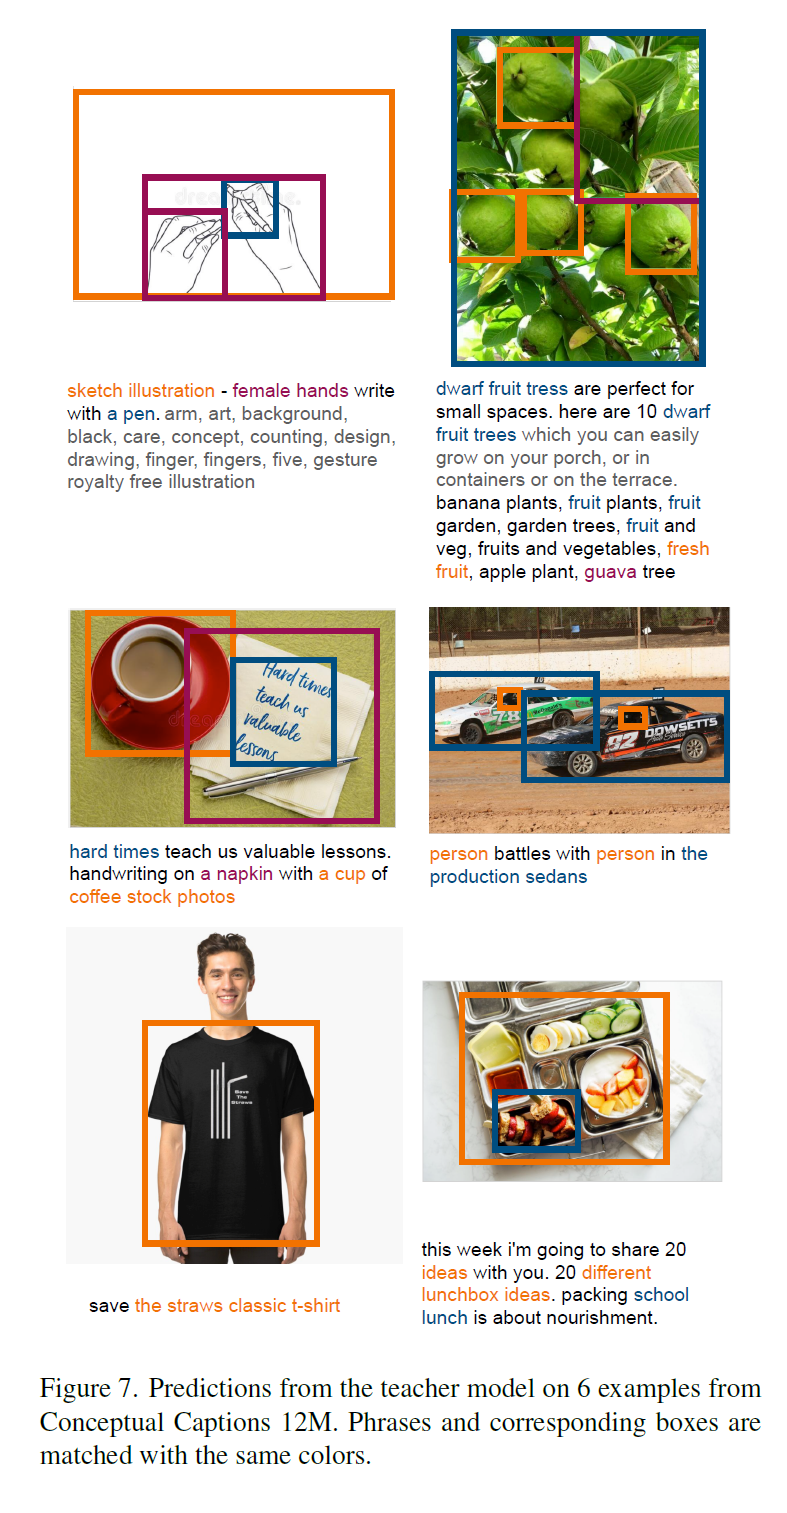 sketch illustration - female hands write
with a pen. arm, art, background,
black, care, concept, counting, design,
drawing, finger, fingers, five, gesture
royalty free illustration
dwarf fruit tress are perfect for
small spaces. here are 10 dwarf
fruit trees which you can easily
grow on your porch, or in
containers or on the terrace.
banana plants, fruit plants, fruit
garden, garden trees, fruit and
veg, fruits and vegetables, fresh
fruit, apple plant, guava tree
Hard times
teach us
valuable
lessons
hard times teach us valuable lessons.
handwriting on a napkin with a cup of
coffee stock photos
78
92
DOWSETTS
person battles with person in the
production sedans
Save
The
Straws
save the straws classic t-shirt
this week i'm going to share 20
ideas with you. 20 different
lunchbox ideas. packing school
lunch is about nourishment.
Figure 7. Predictions from the teacher model on 6 examples from
Conceptual Captions 12M. Phrases and corresponding boxes are
matched with the same colors.